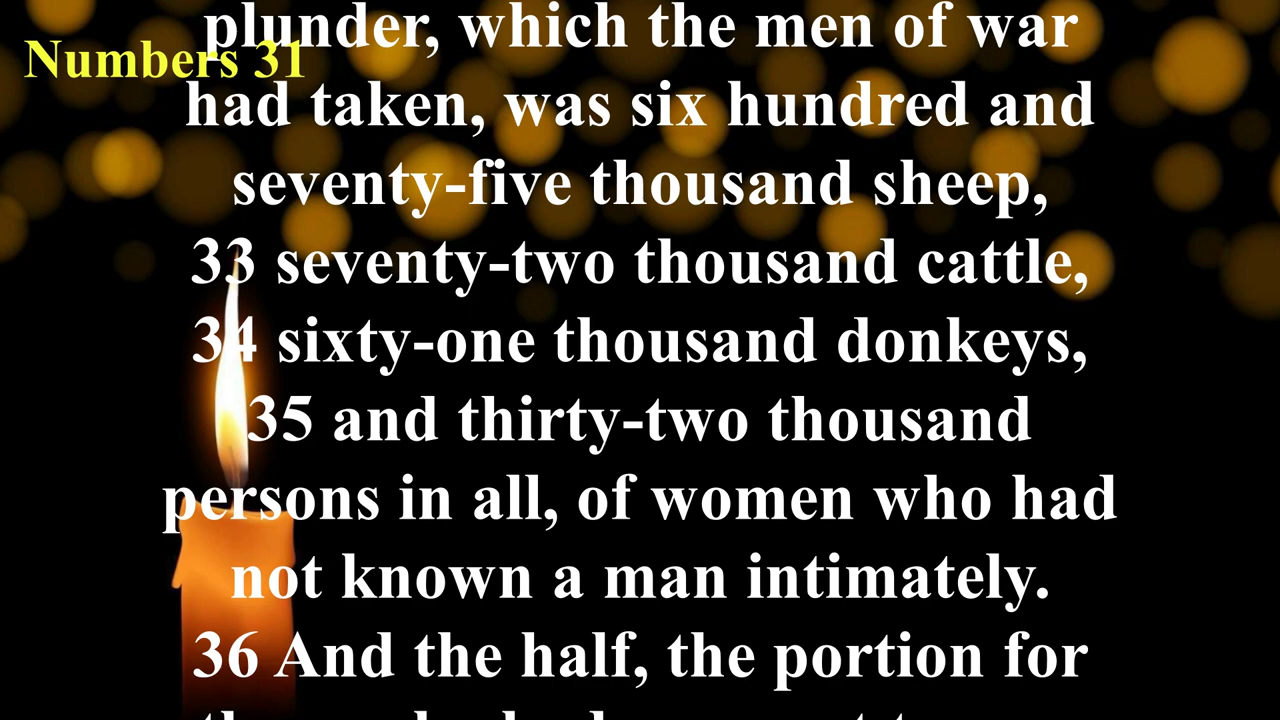 Numbers 31
plunder, which the men of war
had taken, was six hundred and
seventy-five thousand sheep,
33 seventy-two thousand cattle,
34 sixty-one thousand donkeys,
35 and thirty-two thousand
persons in all, of women who had
not known a man intimately.
36 And the half, the portion for